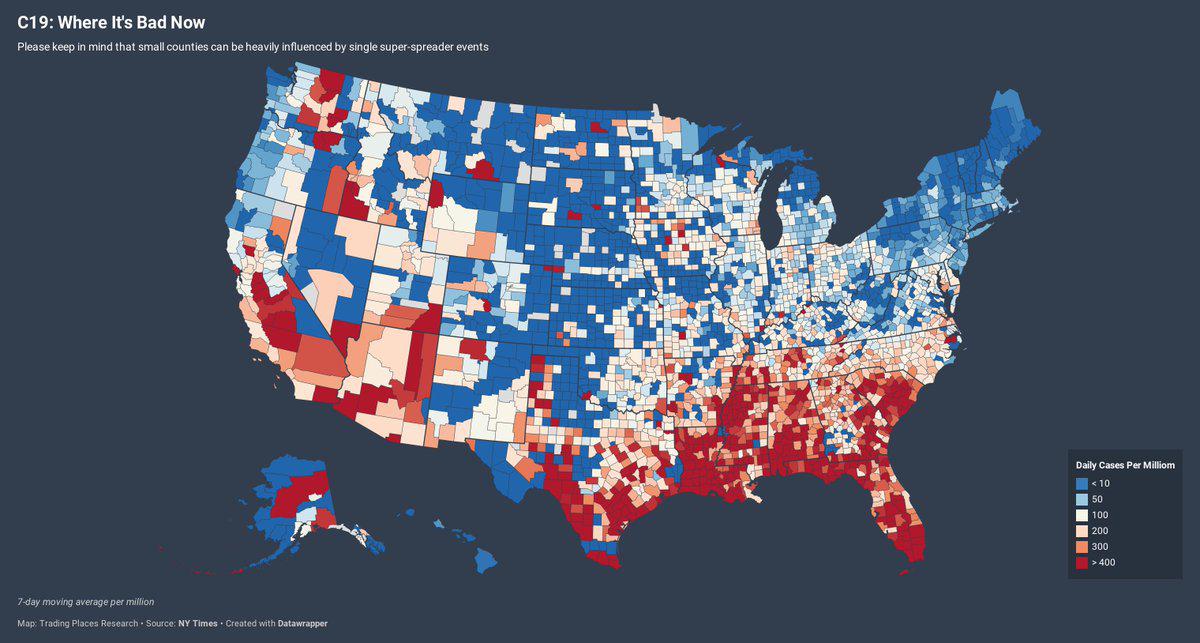 C19: Where It's Bad Now
Please keep in mind that small counties can be heavily influenced by single super-spreader events
Daily Cases Per Milliom
< 10
50
100
200
300
> 400
7-day moving average per million
Map: Trading Places Research • Source: NY Times • Created with Datawrapper